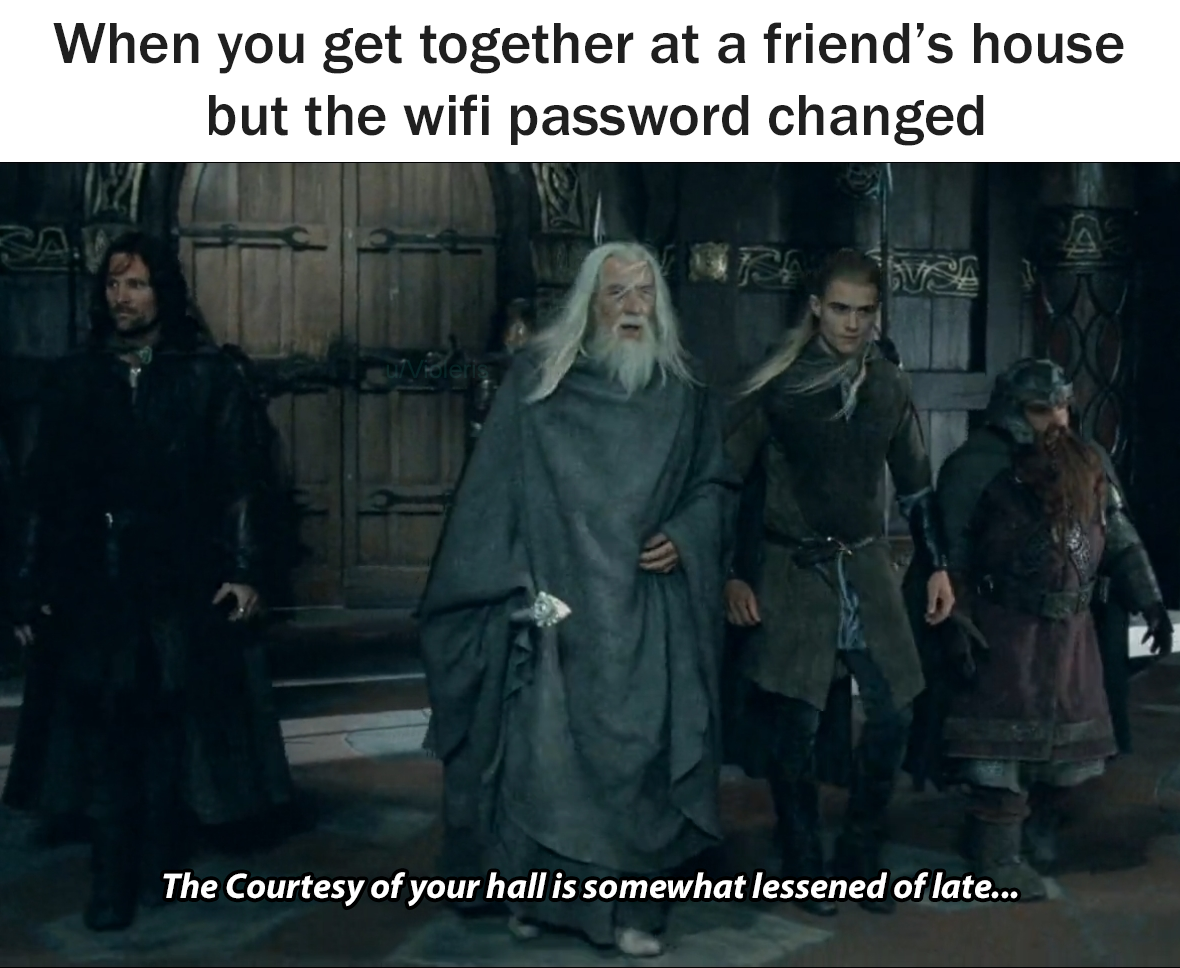 When you get together at a friend’s house
but the wifi password changed
u/Violeris
The Courtesy of your hall is somewhat lessened of late...